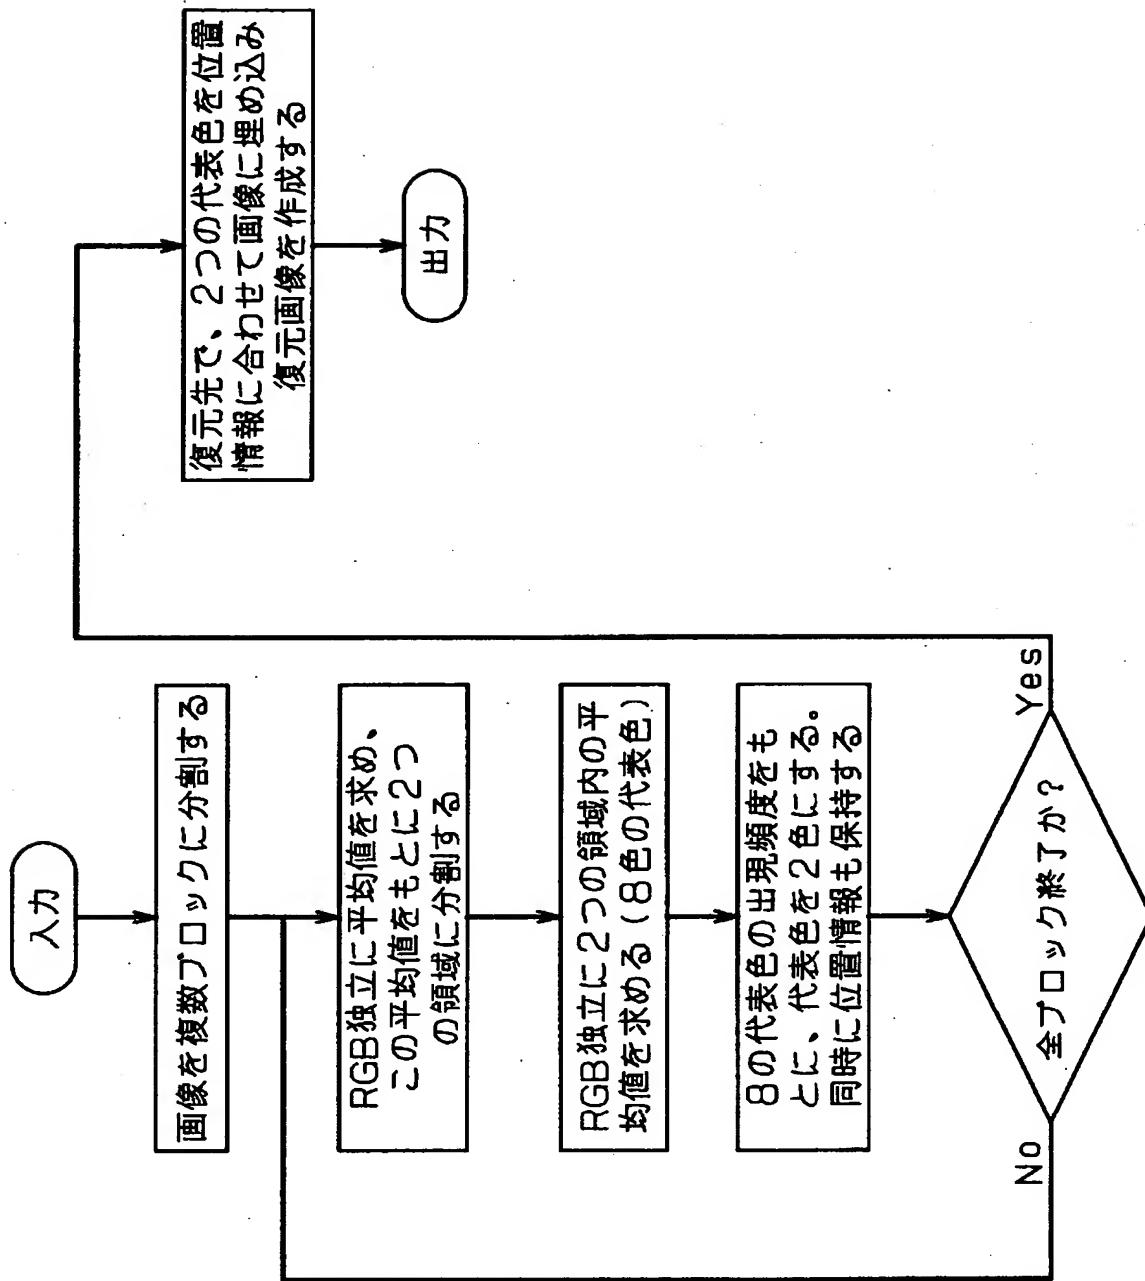 入力
画像を複数ブロックに分割する
RGB独立に平均値を求め、
この平均値をもとに2つ
の領域に分割する
RGB独立に2つの領域内の平
均値を求める(8色の代表色)
8の代表色の出現頻度をも
とに、代表色を2色にする。
同時に位置情報も保持する
全ブロック終了か?
No
Yes
復元先で、2つの代表色を位置
情報に合わせて画像に埋め込み
復元画像を作成する
出力